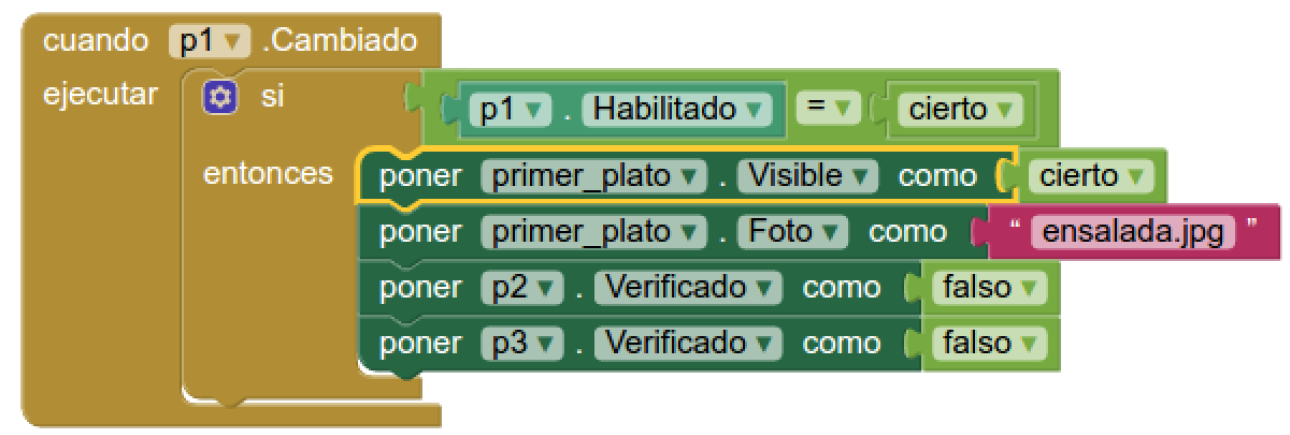 cuando p1 .Cambiado
ejecutar si p1 . Habilitado = cierto
entonces poner primer_plato . Visible como cierto
poner primer_plato . Foto como “ ensalada.jpg ”
poner p2 . Verificado como falso
poner p3 . Verificado como falso